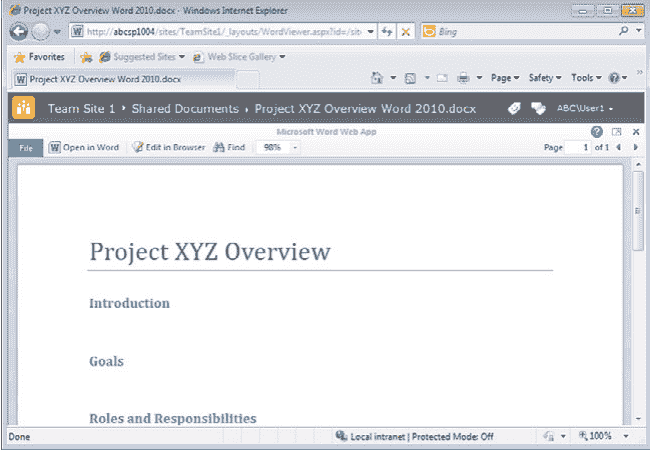 Project XYZ Overview Word 2010.docx - Windows Internet Explorer
http://abcsp1004/sites/TeamSite1/_layouts/WordViewer.aspx?id=/site
Bing
Favorites Suggested Sites Web Slice Gallery
Project XYZ Overview Word 2010.docx
Page Safety Tools
Team Site 1 Shared Documents Project XYZ Overview Word 2010.docx ABC\User1
Microsoft Word Web App
File Open in Word Edit in Browser Find 98% Page 1 of 1
Project XYZ Overview
Introduction
Goals
Roles and Responsibilities
Done Local intranet | Protected Mode: Off 100%